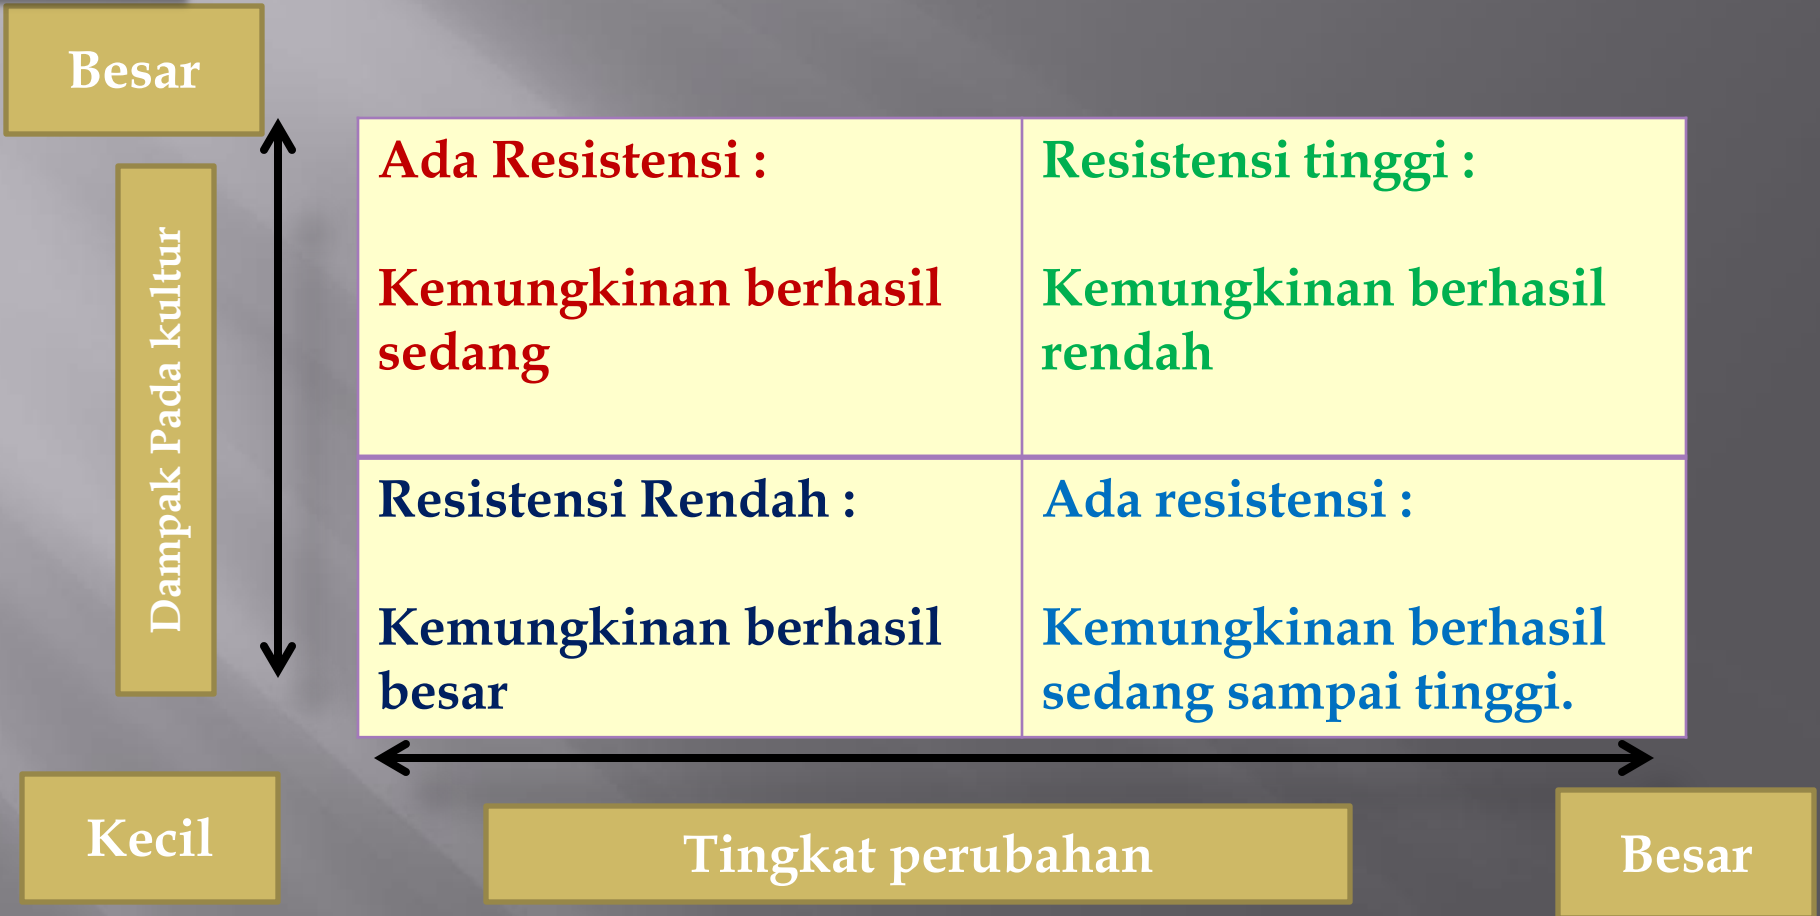 Besar
Dampak Pada kultur
Ada Resistensi :
Kemungkinan berhasil
sedang
Resistensi tinggi :
Kemungkinan berhasil
rendah
Resistensi Rendah :
Kemungkinan berhasil
besar
Ada resistensi :
Kemungkinan berhasil
sedang sampai tinggi.
Kecil
Tingkat perubahan
Besar